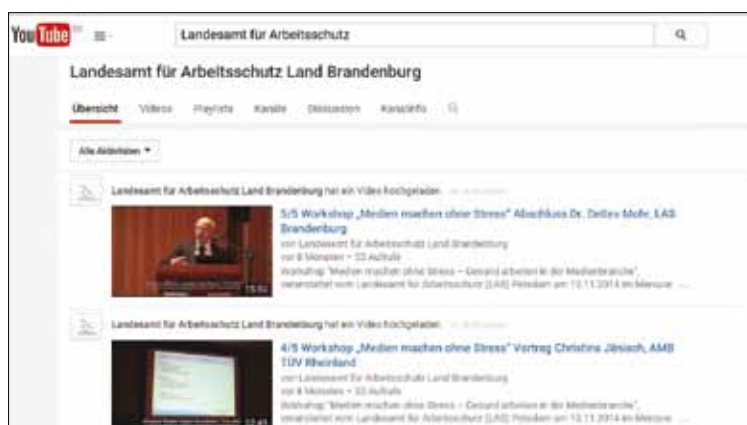 YouTube
Landesamt für Arbeitsschutz
Landesamt für Arbeitsschutz Land Brandenburg
Übersicht Videos Playlists Kanäle Diskussion Kanalinfo
Alle Aktivitäten
Landesamt für Arbeitsschutz Land Brandenburg hat ein Video hochgeladen.
5/5 Workshop „Medien machen ohne Stress" Abschluss Dr. Detlev Mohr, LAS
Brandenburg
von Landesamt für Arbeitsschutz Land Brandenburg
vor 8 Monaten • 33 Aufrufe
Workshop "Medien machen ohne Stress – Gesund arbeiten in der Medienbranche",
veranstaltet vom Landesamt für Arbeitsschutz (LAS) Potsdam am 13.11.2014 im Mercure ...
Landesamt für Arbeitsschutz Land Brandenburg hat ein Video hochgeladen.
4/5 Workshop „Medien machen ohne Stress" Vortrag Christina Jänisch, AMD
TÜV Rheinland
von Landesamt für Arbeitsschutz Land Brandenburg
vor 8 Monaten •
Workshop "Medien machen ohne Stress – Gesund arbeiten in der Medienbranche",
veranstaltet vom Landesamt für Arbeitsschutz (LAS) Potsdam am 13.11.2014 im Mercure ...